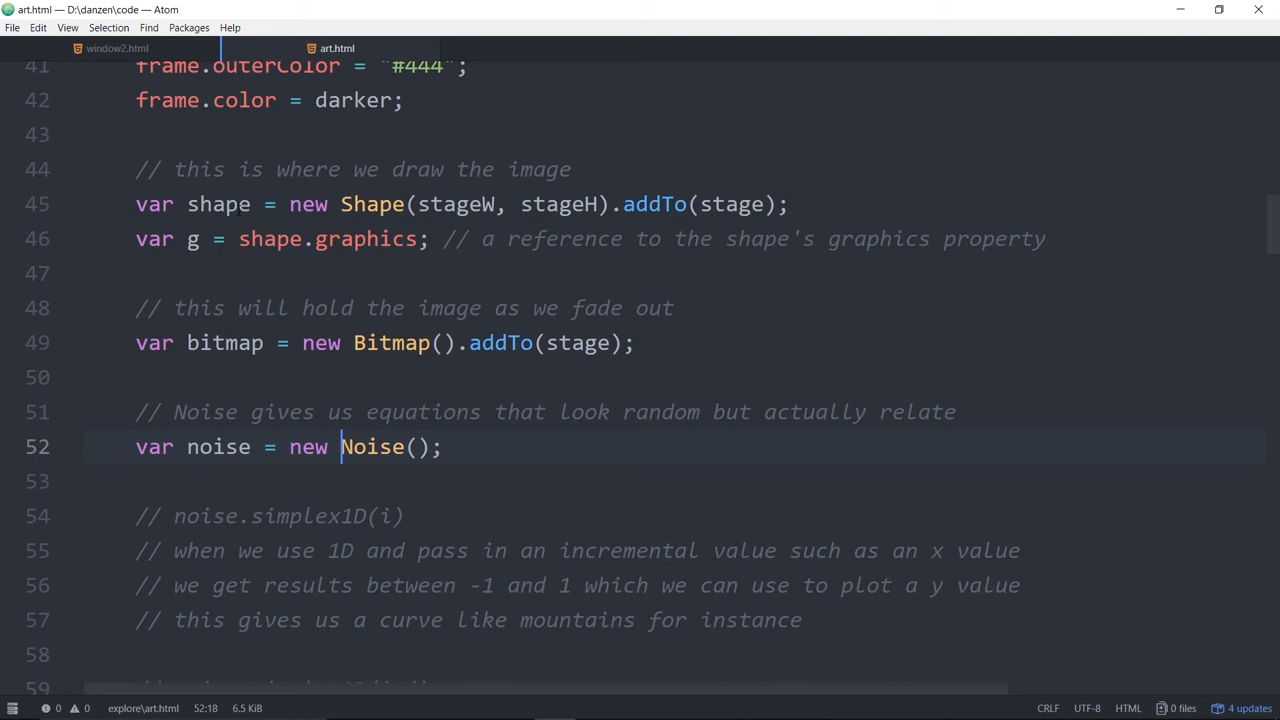 art.html — D:\danzen\code — Atom
File Edit View Selection Find Packages Help
window2.html art.html
41 frame.outerColor = "#444";
42 frame.color = darker;
43
44 // this is where we draw the image
45 var shape = new Shape(stageW, stageH).addTo(stage);
46 var g = shape.graphics; // a reference to the shape's graphics property
47
48 // this will hold the image as we fade out
49 var bitmap = new Bitmap().addTo(stage);
50
51 // Noise gives us equations that look random but actually relate
52 var noise = new Noise();
53
54 // noise.simplex1D(i)
55 // when we use 1D and pass in an incremental value such as an x value
56 // we get results between -1 and 1 which we can use to plot a y value
57 // this gives us a curve like mountains for instance
58
59
0 0 explore\art.html 52:18 6.5 KiB CRLF UTF-8 HTML 0 files 4 updates